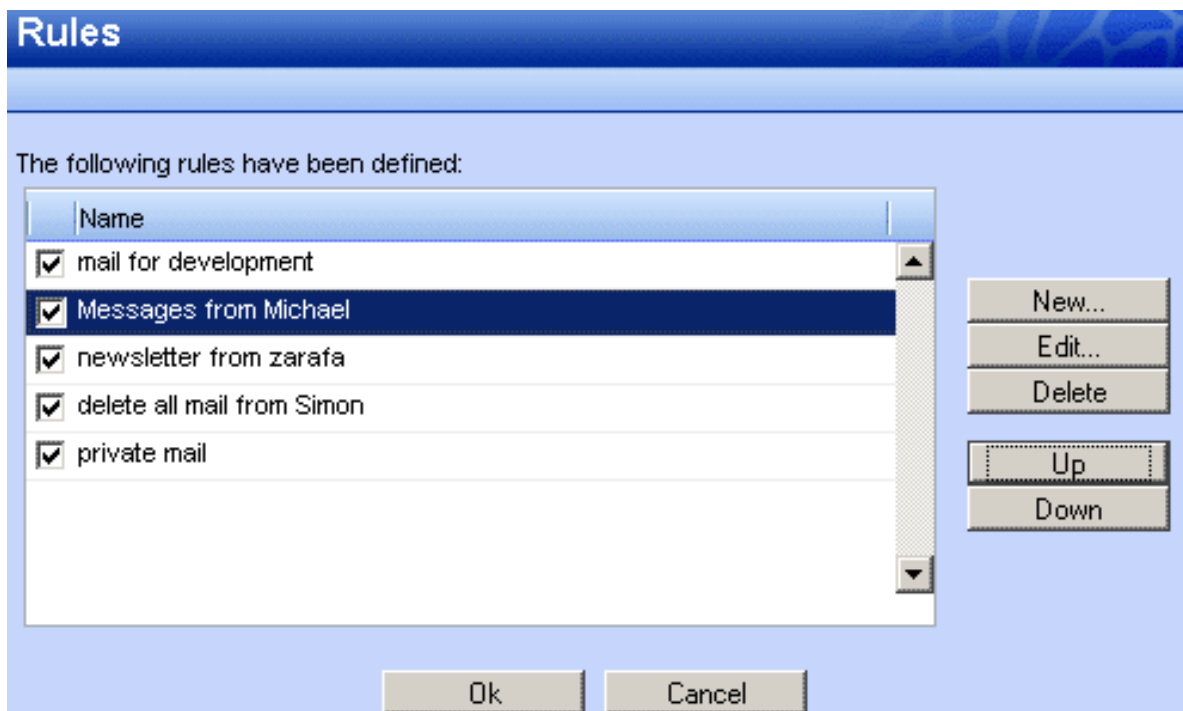 Rules
The following rules have been defined:
Name
mail for development
Messages from Michael
newsletter from zarafa
delete all mail from Simon
private mail
New...
Edit...
Delete
Up
Down
Ok
Cancel